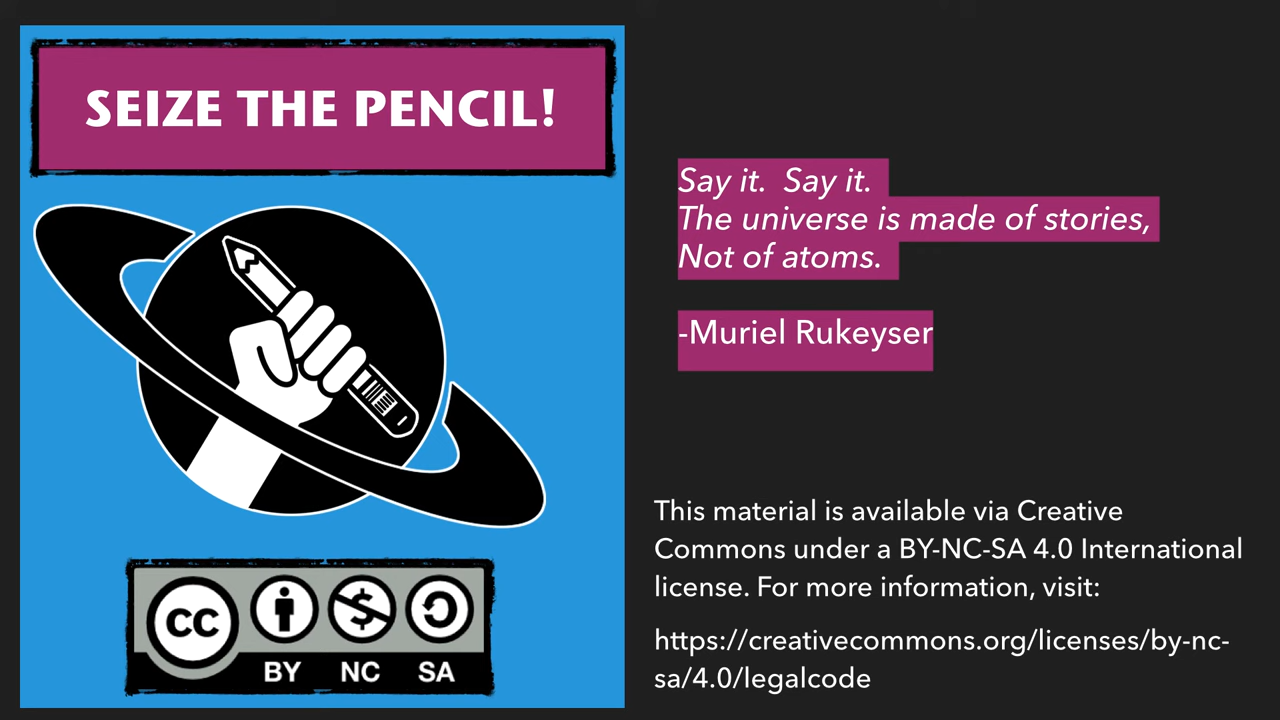 SEIZE THE PENCIL!
CC
BY NC SA
Say it.  Say it.
The universe is made of stories,
Not of atoms.
-Muriel Rukeyser
This material is available via Creative
Commons under a BY-NC-SA 4.0 International
license. For more information, visit:
https://creativecommons.org/licenses/by-nc-
sa/4.0/legalcode